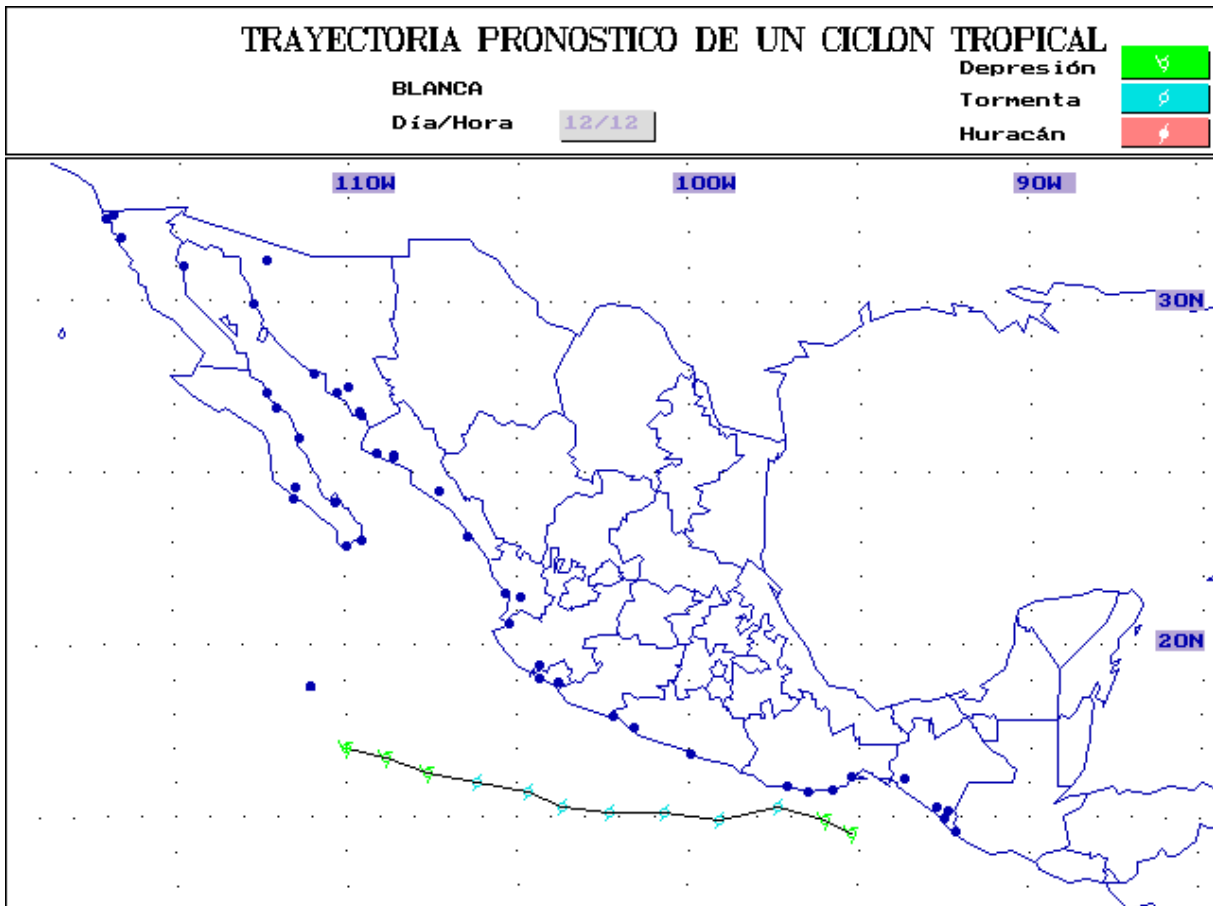 TRAYECTORIA PRONOSTICO DE UN CICLON TROPICAL
BLANCA
Día/Hora 12/12
Depresión
Tormenta
Huracán
110W 100W 90W
30N
20N